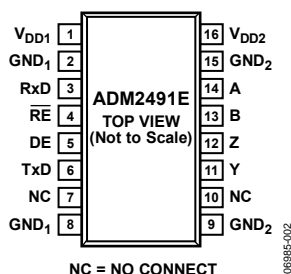 VDD1 1 16 VDD2
GND1 2 15 GND2
RxD 3 14 A
RE 4 ADM2491E 13 B
DE 5 TOP VIEW 12 Z
TxD 6 (Not to Scale) 11 Y
NC 7 10 NC
GND1 8 9 GND2
NC = NO CONNECT
06985-002